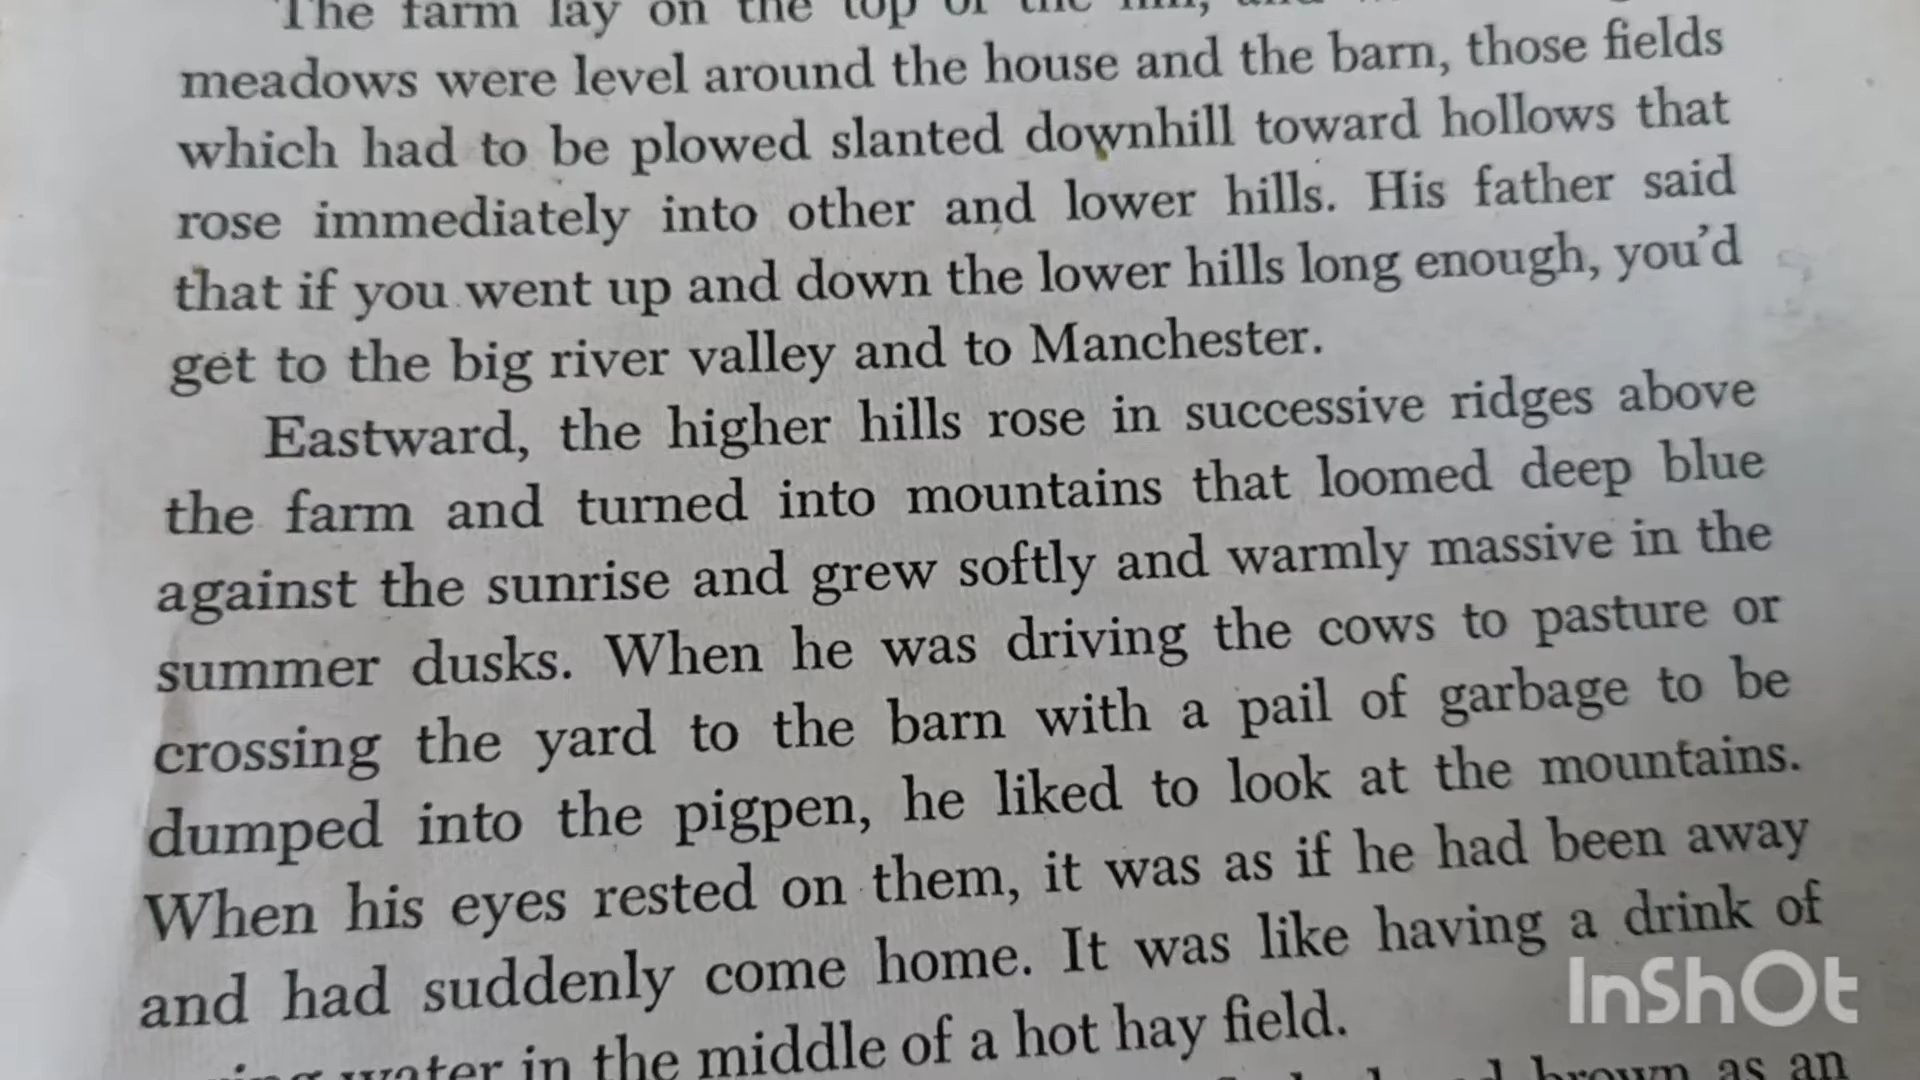 The farm lay on the top of the
meadows were level around the house and the barn, those fields
which had to be plowed slanted downhill toward hollows that
rose immediately into other and lower hills. His father said
that if you went up and down the lower hills long enough, you'd
get to the big river valley and to Manchester.
Eastward, the higher hills rose in successive ridges above
the farm and turned into mountains that loomed deep blue
against the sunrise and grew softly and warmly massive in the
summer dusks. When he was driving the cows to pasture or
crossing the yard to the barn with a pail of garbage to be
dumped into the pigpen, he liked to look at the mountains.
When his eyes rested on them, it was as if he had been away
and had suddenly come home. It was like having a drink of
water in the middle of a hot hay field.
brown as an
InShOt